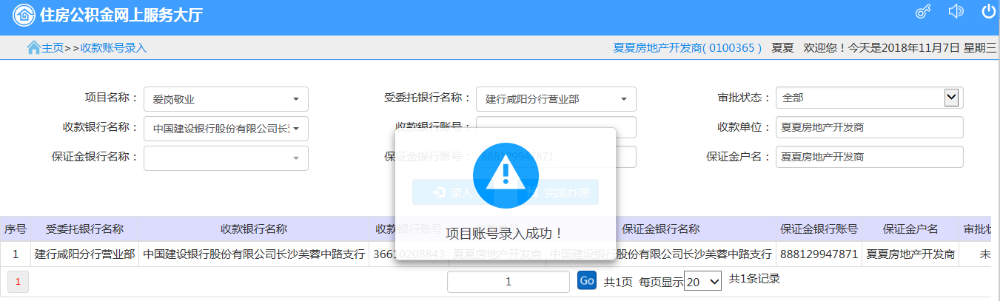 住房公积金网上服务大厅
主页>>收款账号录入
夏夏房地产开发商( 0100365 ) 夏夏 欢迎您！今天是2018年11月7日 星期三
项目名称： 爱岗敬业 受委托银行名称： 建行咸阳分行营业部 审批状态： 全部
收款银行名称： 中国建设银行股份有限公司长 收款银行账号： 收款单位： 夏夏房地产开发商
保证金银行名称： 保证金银行账号： 888129947871 保证金户名： 夏夏房地产开发商
录入 完成办理
项目账号录入成功！
序号 受委托银行名称 收款银行名称 收款银行账号 保证金银行名称 保证金银行账号 保证金户名 审批状
1 建行咸阳分行营业部 中国建设银行股份有限公司长沙芙蓉中路支行 36610208843 夏夏房地产开发商 中国建设银行股份有限公司长沙芙蓉中路支行 888129947871 夏夏房地产开发商 未
1 1 Go 共1页 每页显示 20 共1条记录